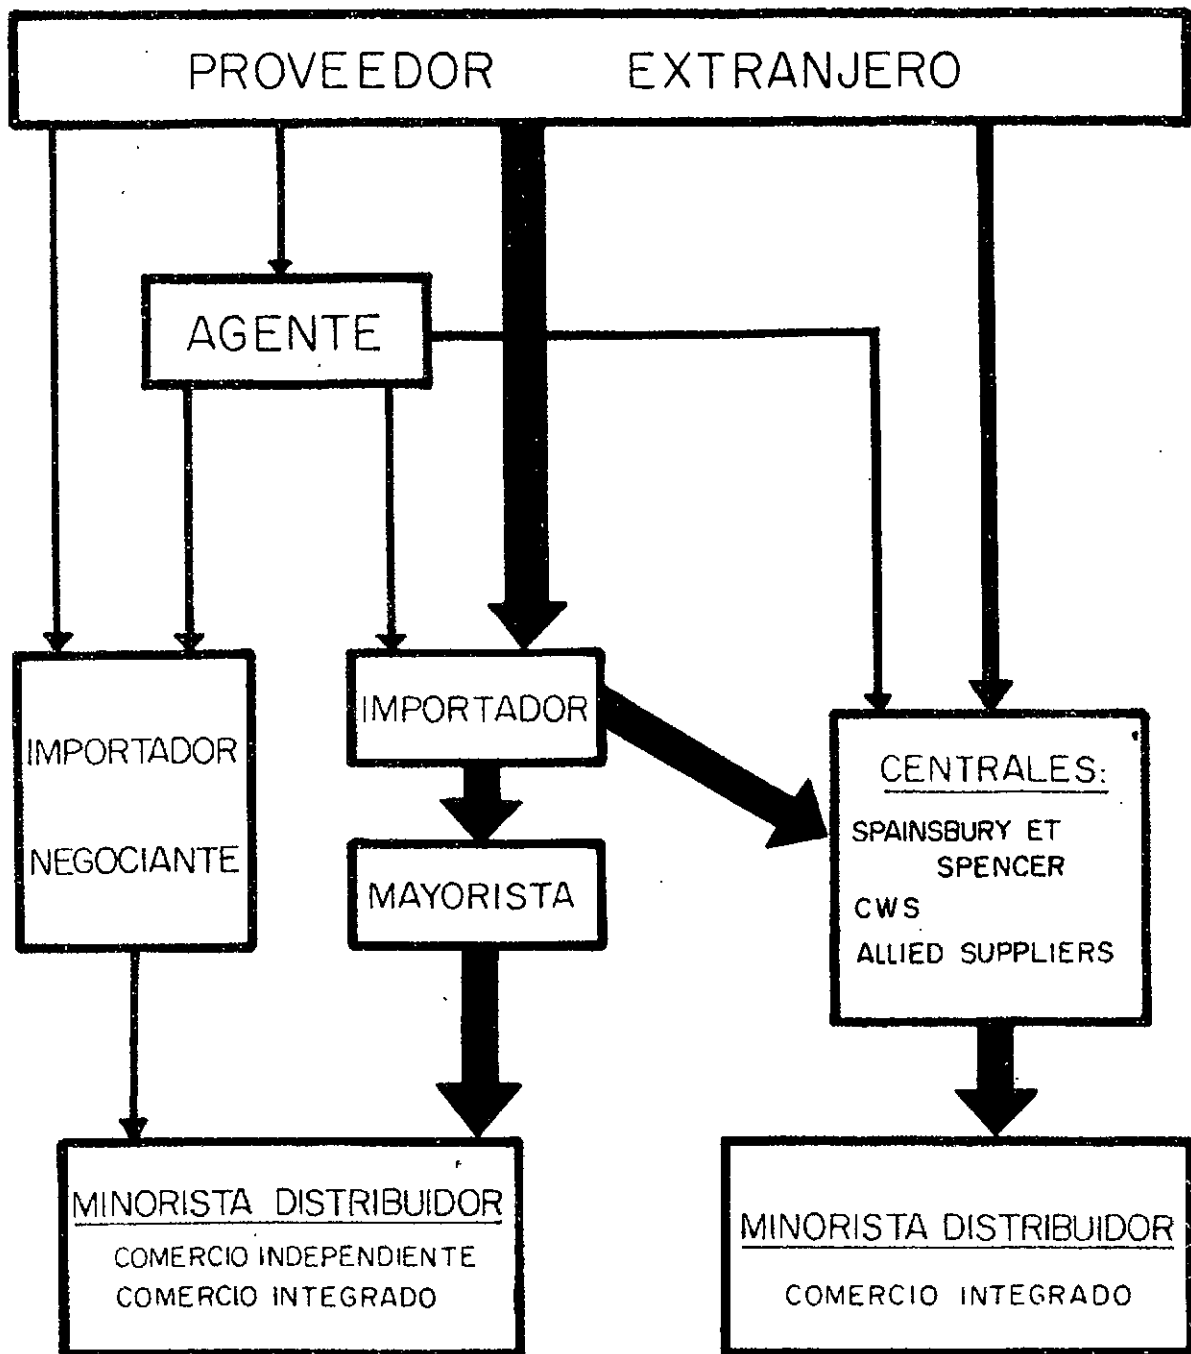 PROVEEDOR EXTRANJERO
AGENTE
IMPORTADOR
NEGOCIANTE
IMPORTADOR
MAYORISTA
CENTRALES:
SPAINSBURY ET
SPENCER
CWS
ALLIED SUPPLIERS
MINORISTA DISTRIBUIDOR
COMERCIO INDEPENDIENTE
COMERCIO INTEGRADO
MINORISTA DISTRIBUIDOR
COMERCIO INTEGRADO